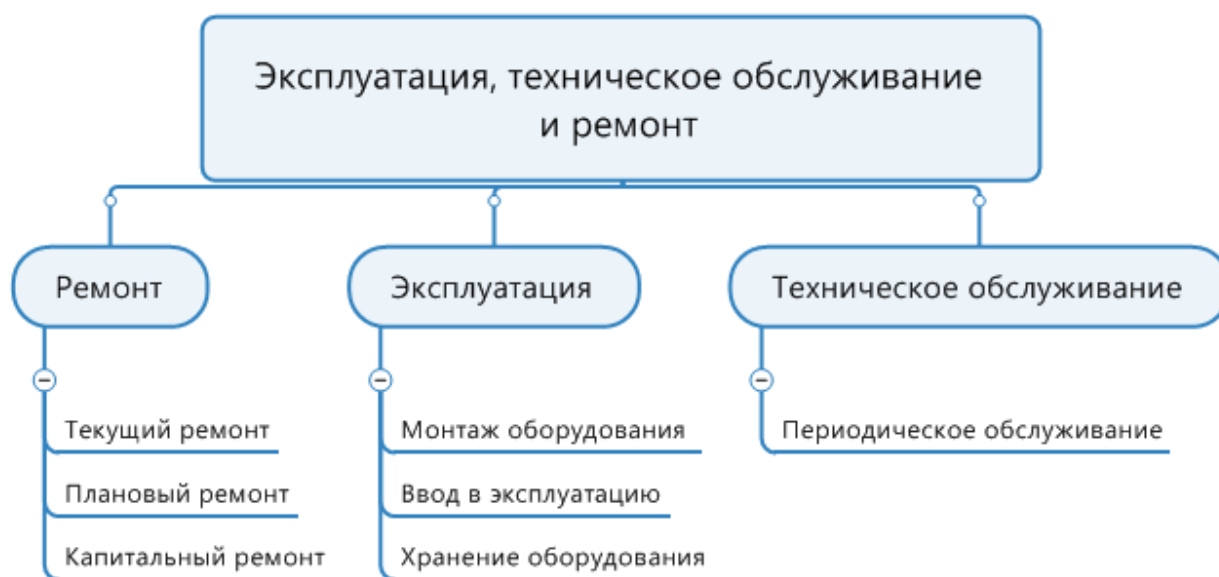 Эксплуатация, техническое обслуживание
и ремонт
Ремонт
Эксплуатация
Техническое обслуживание
Текущий ремонт
Монтаж оборудования
Периодическое обслуживание
Плановый ремонт
Ввод в эксплуатацию
Капитальный ремонт
Хранение оборудования